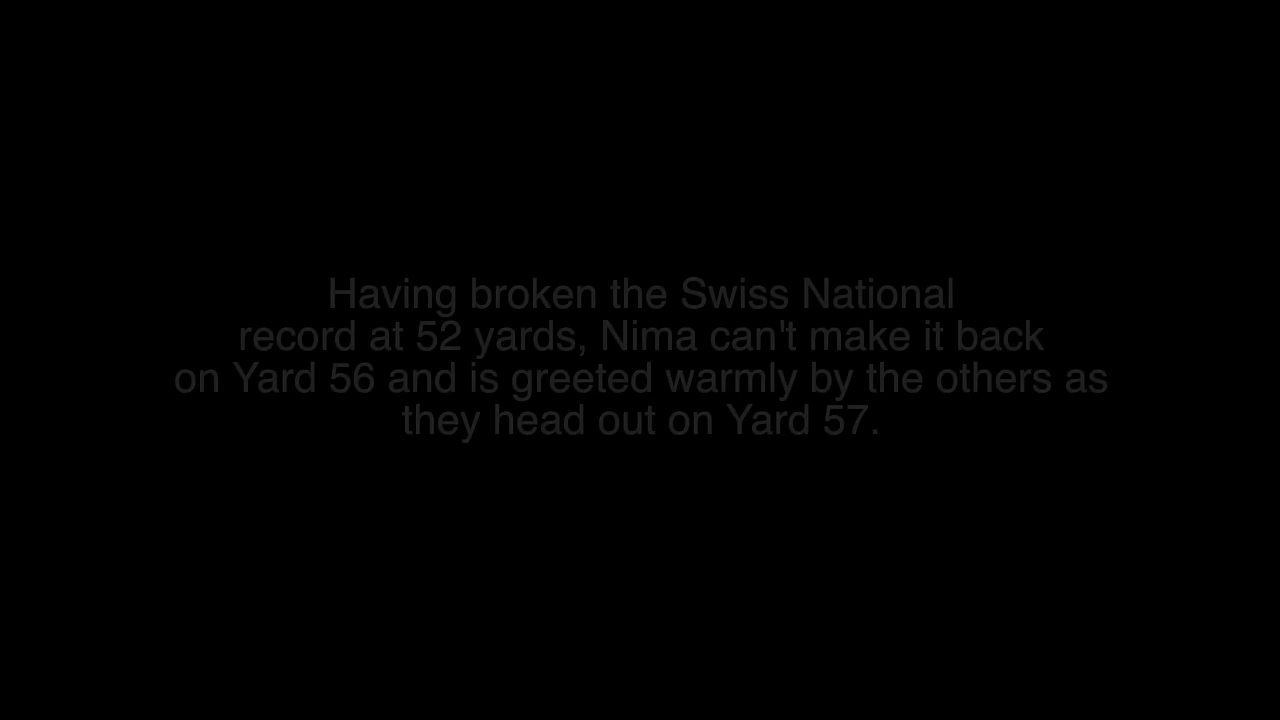 Having broken the Swiss National
record at 52 yards, Nima can't make it back
on Yard 56 and is greeted warmly by the others as
they head out on Yard 57.